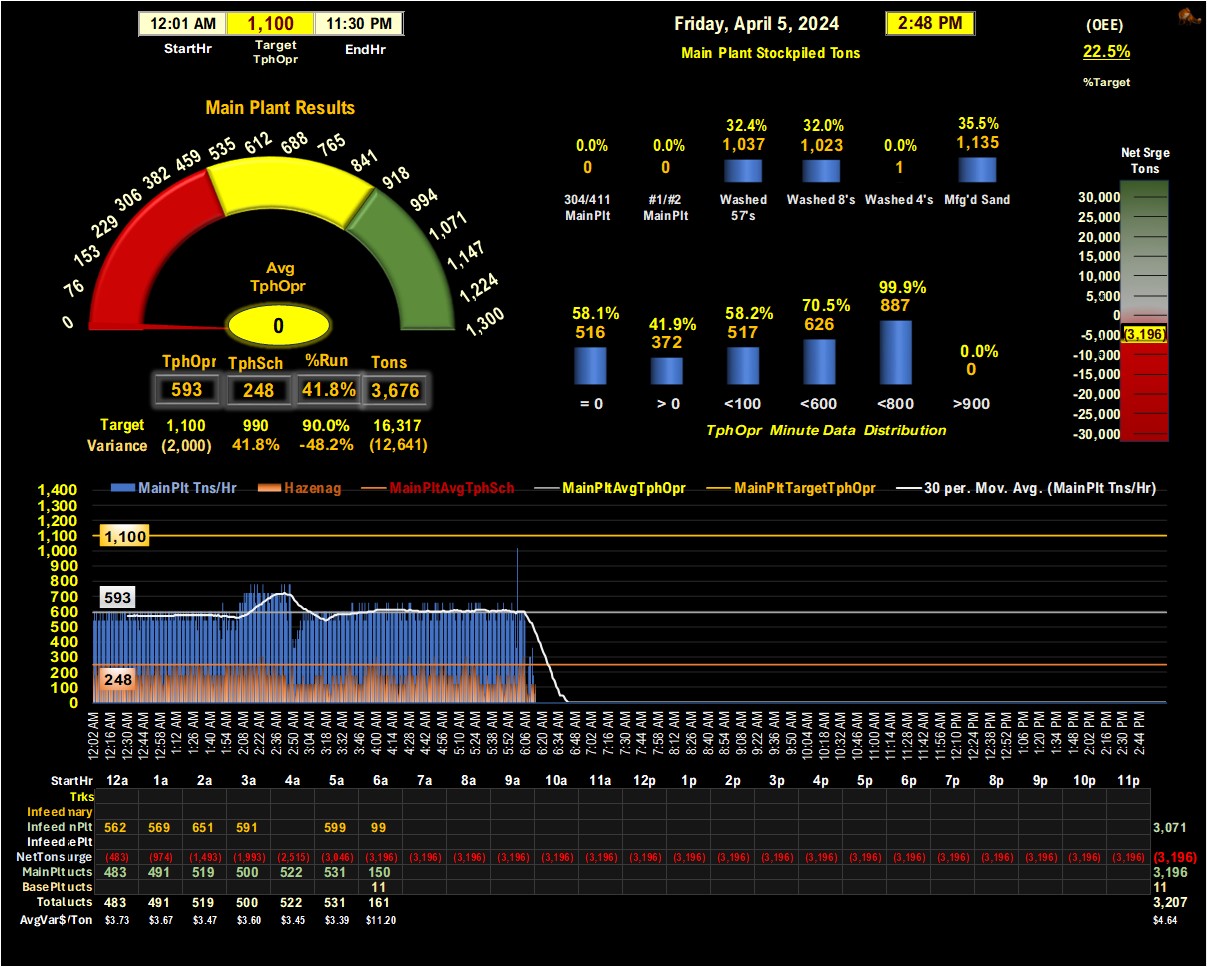 12:01 AM 1,100 11:30 PM
StartHr Target TphOpr EndHr
Friday, April 5, 2024 2:48 PM
Main Plant Stockpiled Tons
(OEE)
22.5%
%Target
Main Plant Results
0 76 153 229 306 382 459 535 612 688 765 841 918 994 1,071 1,147 1,224 1,300
Avg
TphOpr
0
TphOpr TphSch %Run Tons
593 248 41.8% 3,676
Target 1,100 990 90.0% 16,317
Variance (2,000) 41.8% -48.2% (12,641)
0.0% 0.0% 32.4% 32.0% 0.0% 35.5%
0 0 1,037 1,023 1 1,135
304/411 #1/#2 Washed Washed 8's Washed 4's Mfg'd Sand
MainPlt MainPlt 57's
58.1% 41.9% 58.2% 70.5% 99.9% 0.0%
516 372 517 626 887 0
= 0 > 0 <100 <600 <800 >900
TphOpr Minute Data Distribution
Net Srge
Tons
30,000
25,000
20,000
15,000
10,000
5,000
0
-5,000 (3,196)
-10,000
-15,000
-20,000
-25,000
-30,000
MainPlt Tns/Hr Hazenag MainPltAvgTphSch MainPltAvgTphOpr MainPltTargetTphOpr 30 per. Mov. Avg. (MainPlt Tns/Hr)
1,400
1,300
1,200
1,100 1,100
1,000
900
800
700 593
600
500
400
300
200 248
100
0
12:02 AM 12:16 AM 12:30 AM 12:44 AM 12:58 AM 1:12 AM 1:26 AM 1:40 AM 1:54 AM 2:08 AM 2:22 AM 2:36 AM 2:50 AM 3:04 AM 3:18 AM 3:32 AM 3:46 AM 4:00 AM 4:14 AM 4:28 AM 4:42 AM 4:56 AM 5:10 AM 5:24 AM 5:38 AM 5:52 AM 6:06 AM 6:20 AM 6:34 AM 6:48 AM 7:02 AM 7:16 AM 7:30 AM 7:44 AM 7:58 AM 8:12 AM 8:26 AM 8:40 AM 8:54 AM 9:08 AM 9:22 AM 9:36 AM 9:50 AM 10:04 AM 10:18 AM 10:32 AM 10:46 AM 11:00 AM 11:14 AM 11:28 AM 11:42 AM 11:56 AM 12:10 PM 12:24 PM 12:38 PM 12:52 PM 1:06 PM 1:20 PM 1:34 PM 1:48 PM 2:02 PM 2:16 PM 2:30 PM 2:44 PM
StartHr 12a 1a 2a 3a 4a 5a 6a 7a 8a 9a 10a 11a 12p 1p 2p 3p 4p 5p 6p 7p 8p 9p 10p 11p
Trks
Infeed mary
Infeed nPlt 562 569 651 591 599 99 3,071
Infeed ePlt
NetTons urge (483) (974) (1,493) (1,993) (2,515) (3,046) (3,196) (3,196) (3,196) (3,196) (3,196) (3,196) (3,196) (3,196) (3,196) (3,196) (3,196) (3,196) (3,196) (3,196) (3,196) (3,196) (3,196) (3,196) (3,196)
MainPlt ucts 483 491 519 500 522 531 150 3,196
BasePlt ucts 11 11
Total ucts 483 491 519 500 522 531 161 3,207
AvgVar$/Ton $3.73 $3.67 $3.47 $3.60 $3.45 $3.39 $11.20 $4.64